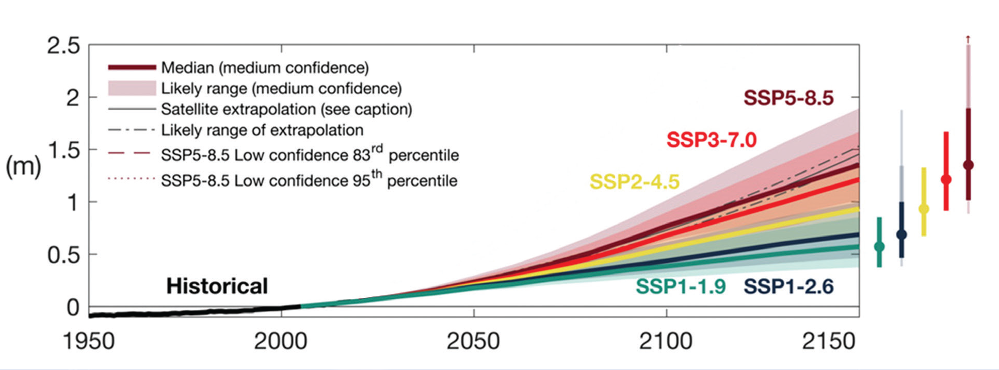 2.5
Median (medium confidence)
Likely range (medium confidence)
2
SSP5-8.5
Satellite extrapolation (see caption)
Likely range of extrapolation
SSP3-7.0
1.5
SSP5-8.5 Low confidence 83rd percentile
(m)
SSP5-8.5 Low confidence 95th percentile
SSP2-4.5
1
0.5
Historical
SSP1-1.9 SSP1-2.6
0
1950 2000 2050 2100 2150